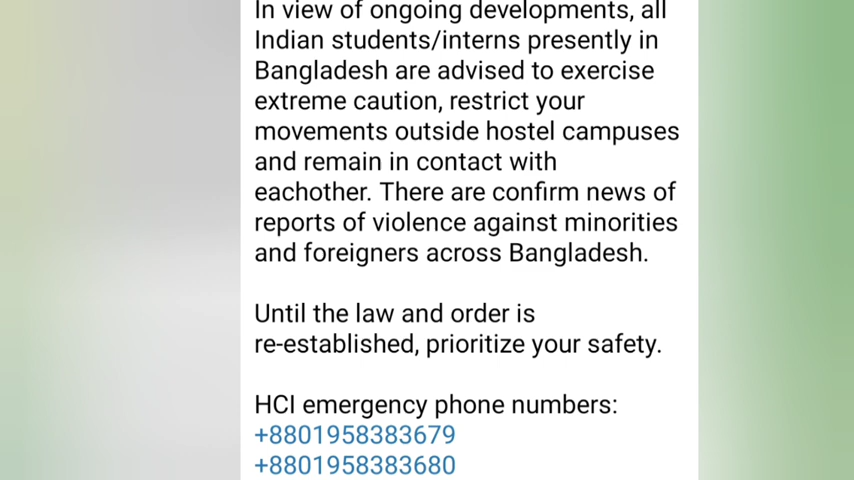 In view of ongoing developments, all
Indian students/interns presently in
Bangladesh are advised to exercise
extreme caution, restrict your
movements outside hostel campuses
and remain in contact with
eachother. There are confirm news of
reports of violence against minorities
and foreigners across Bangladesh.
Until the law and order is
re-established, prioritize your safety.
HCI emergency phone numbers:
+8801958383679
+8801958383680